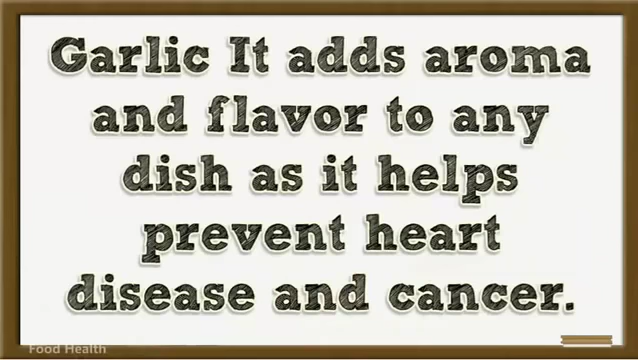 Garlic It adds aroma
and flavor to any
dish as it helps
prevent heart
disease and cancer.
Food Health